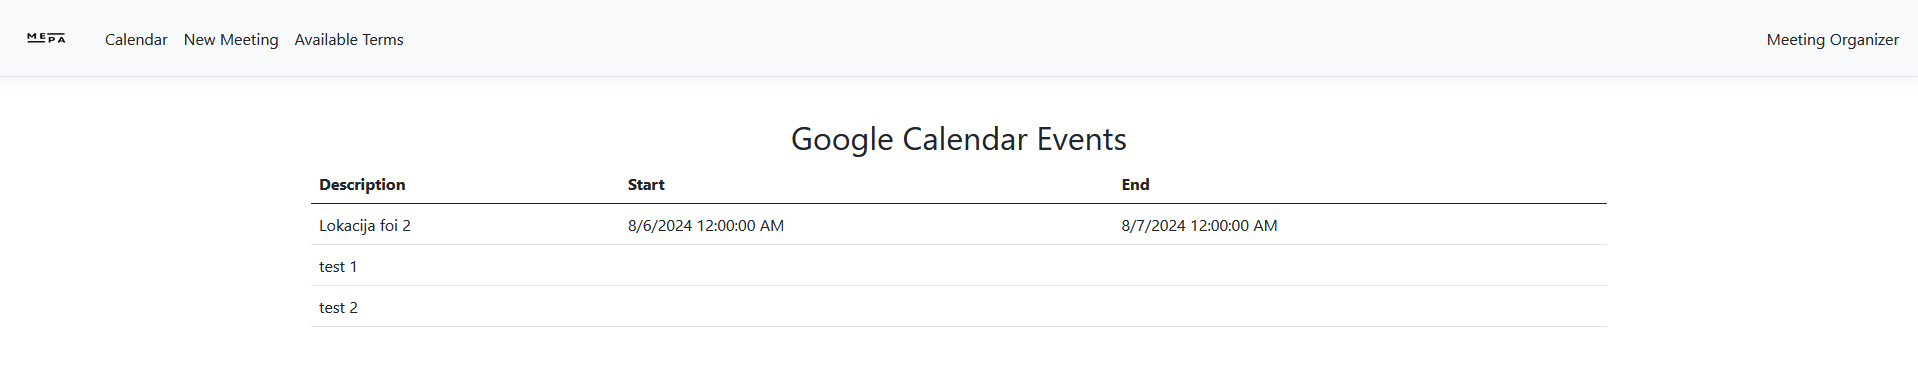 MEPA Calendar New Meeting Available Terms Meeting Organizer
Google Calendar Events
Description Start End
Lokacija foi 2 8/6/2024 12:00:00 AM 8/7/2024 12:00:00 AM
test 1
test 2